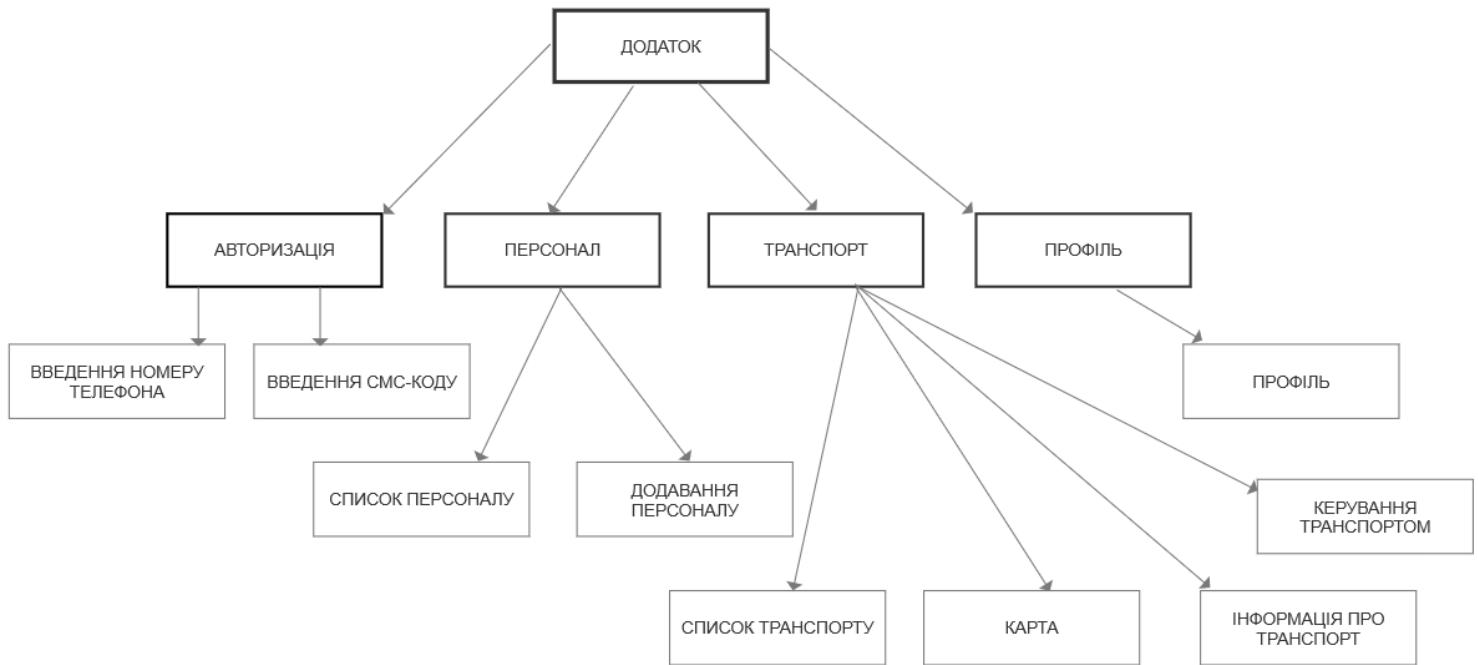 ДОДАТОК
АВТОРИЗАЦІЯ
ПЕРСОНАЛ
ТРАНСПОРТ
ПРОФІЛЬ
ВВЕДЕННЯ НОМЕРУ
ТЕЛЕФОНА
ВВЕДЕННЯ СМС-КОДУ
ПРОФІЛЬ
СПИСОК ПЕРСОНАЛУ
ДОДАВАННЯ
ПЕРСОНАЛУ
КЕРУВАННЯ
ТРАНСПОРТОМ
СПИСОК ТРАНСПОРТУ
КАРТА
ІНФОРМАЦІЯ ПРО
ТРАНСПОРТ